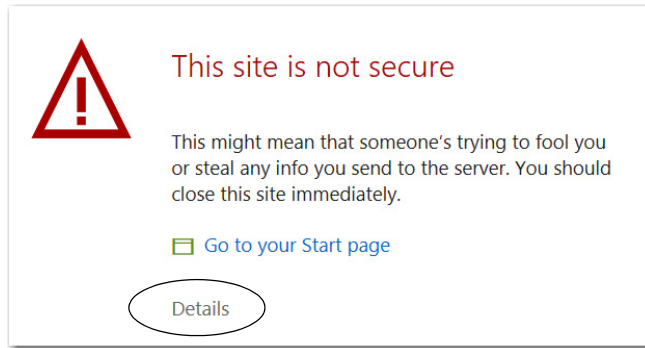 This site is not secure
This might mean that someone's trying to fool you
or steal any info you send to the server. You should
close this site immediately.
Go to your Start page
Details